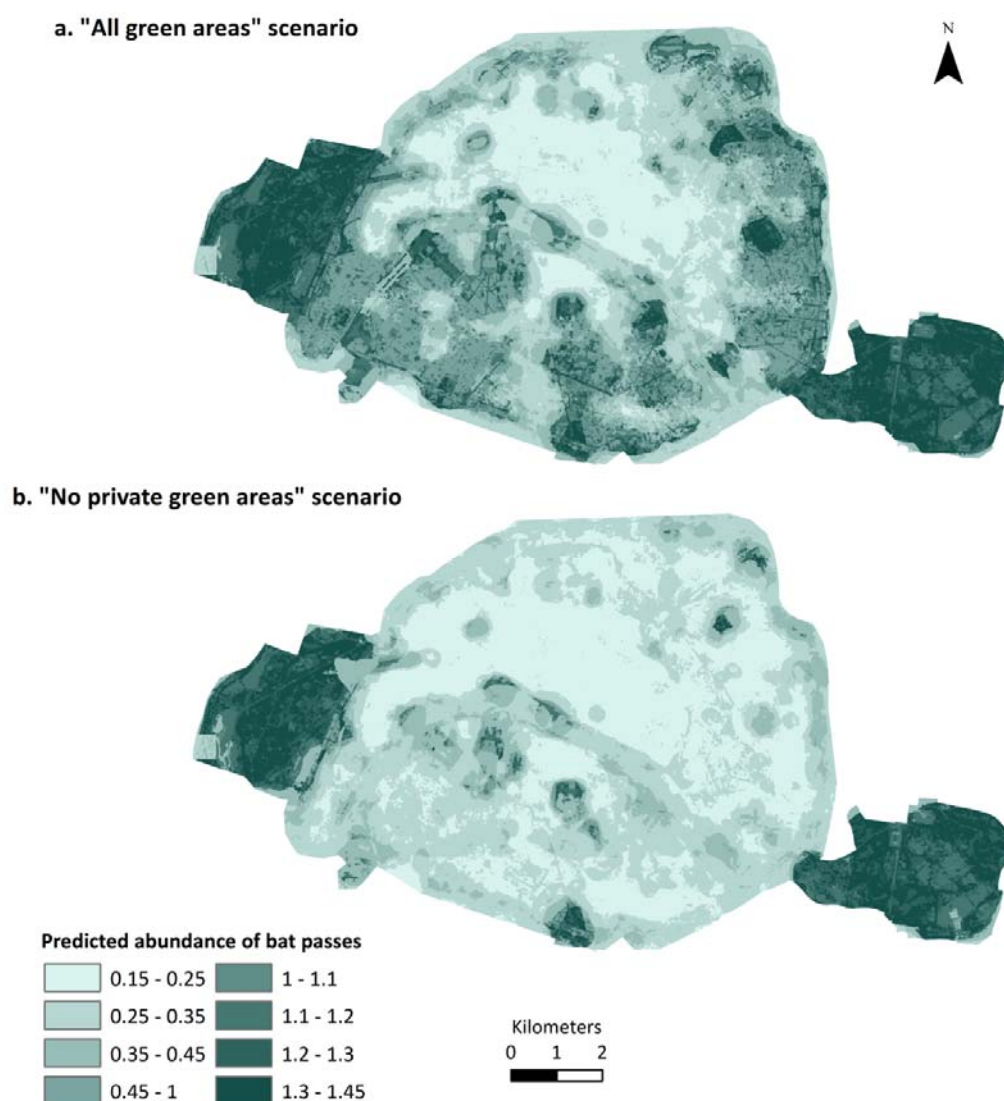 a. "All green areas" scenario
N
b. "No private green areas" scenario
Predicted abundance of bat passes
0.15 - 0.25
1 - 1.1
0.25 - 0.35
1.1 - 1.2
0.35 - 0.45
1.2 - 1.3
0.45 - 1
1.3 - 1.45
Kilometers
0 1 2